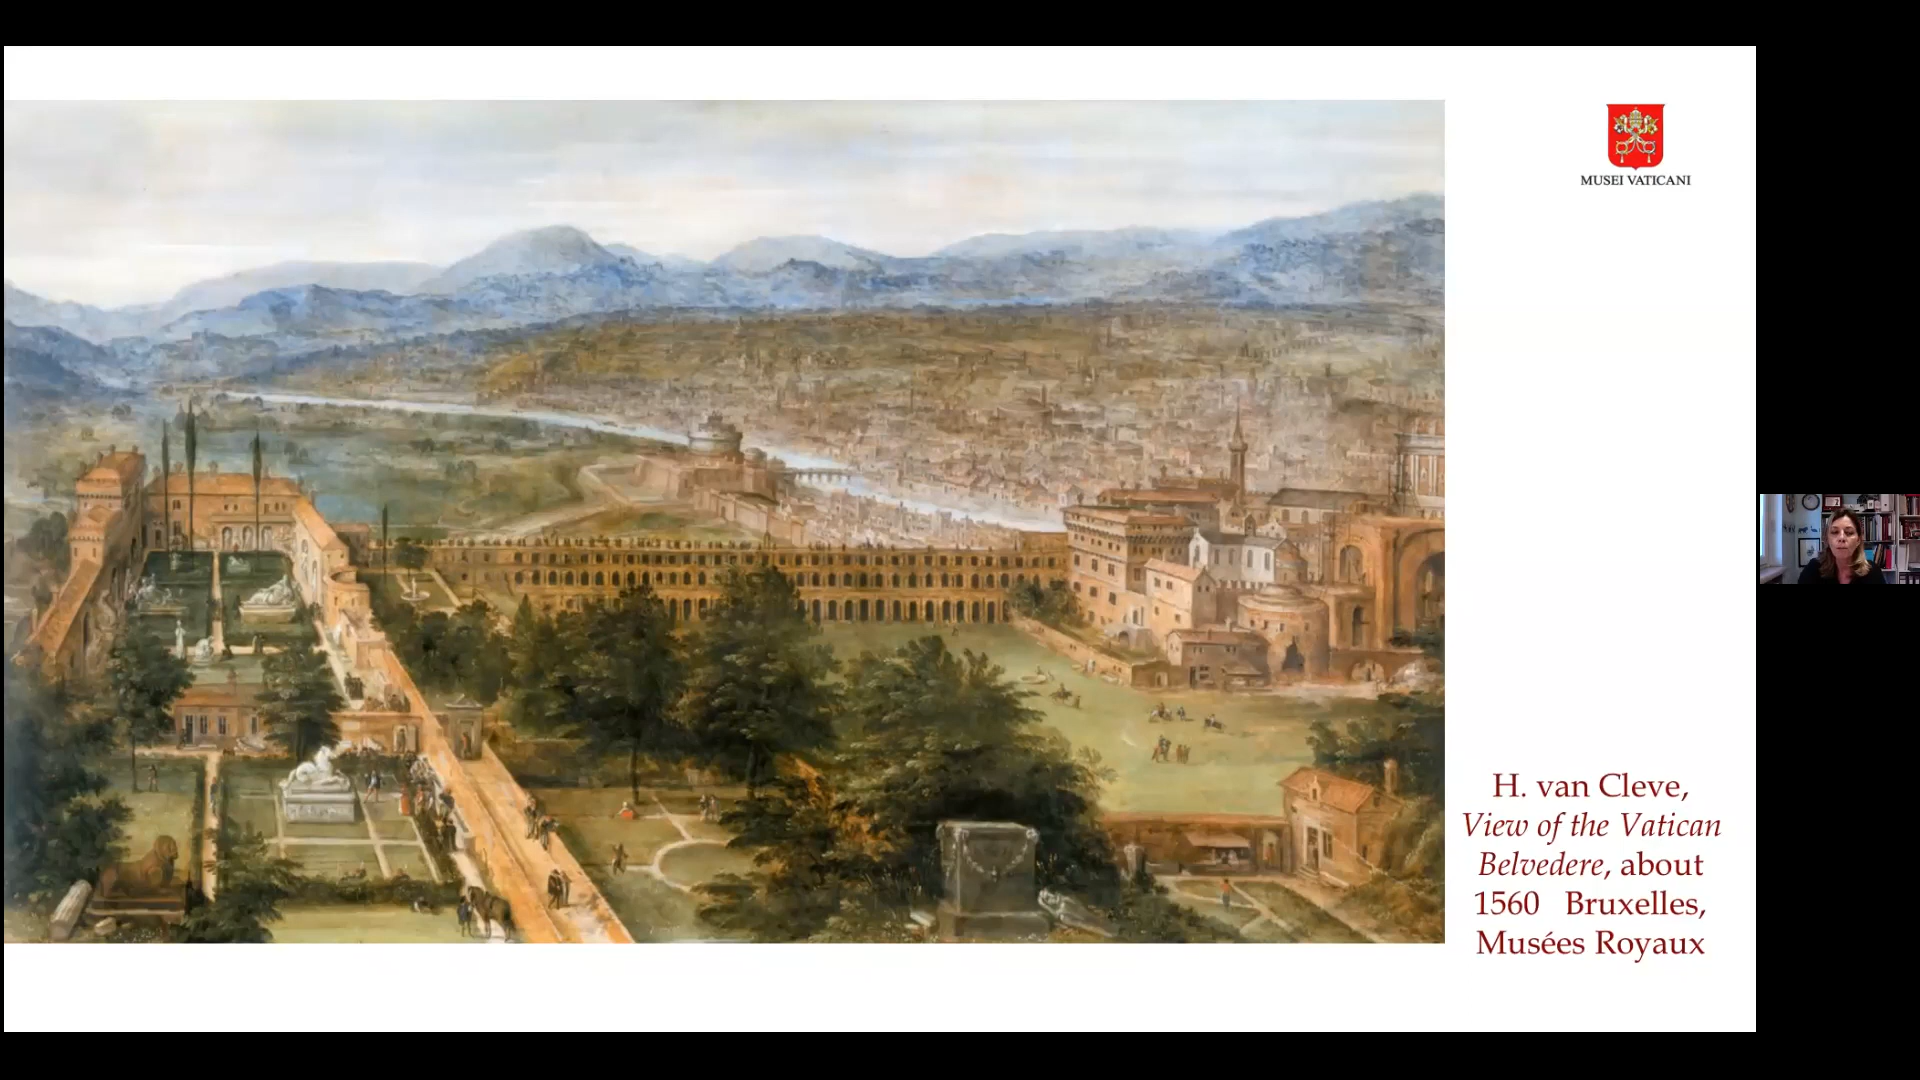 MUSEI VATICANI
H. van Cleve,
View of the Vatican
Belvedere, about
1560 Bruxelles,
Musées Royaux